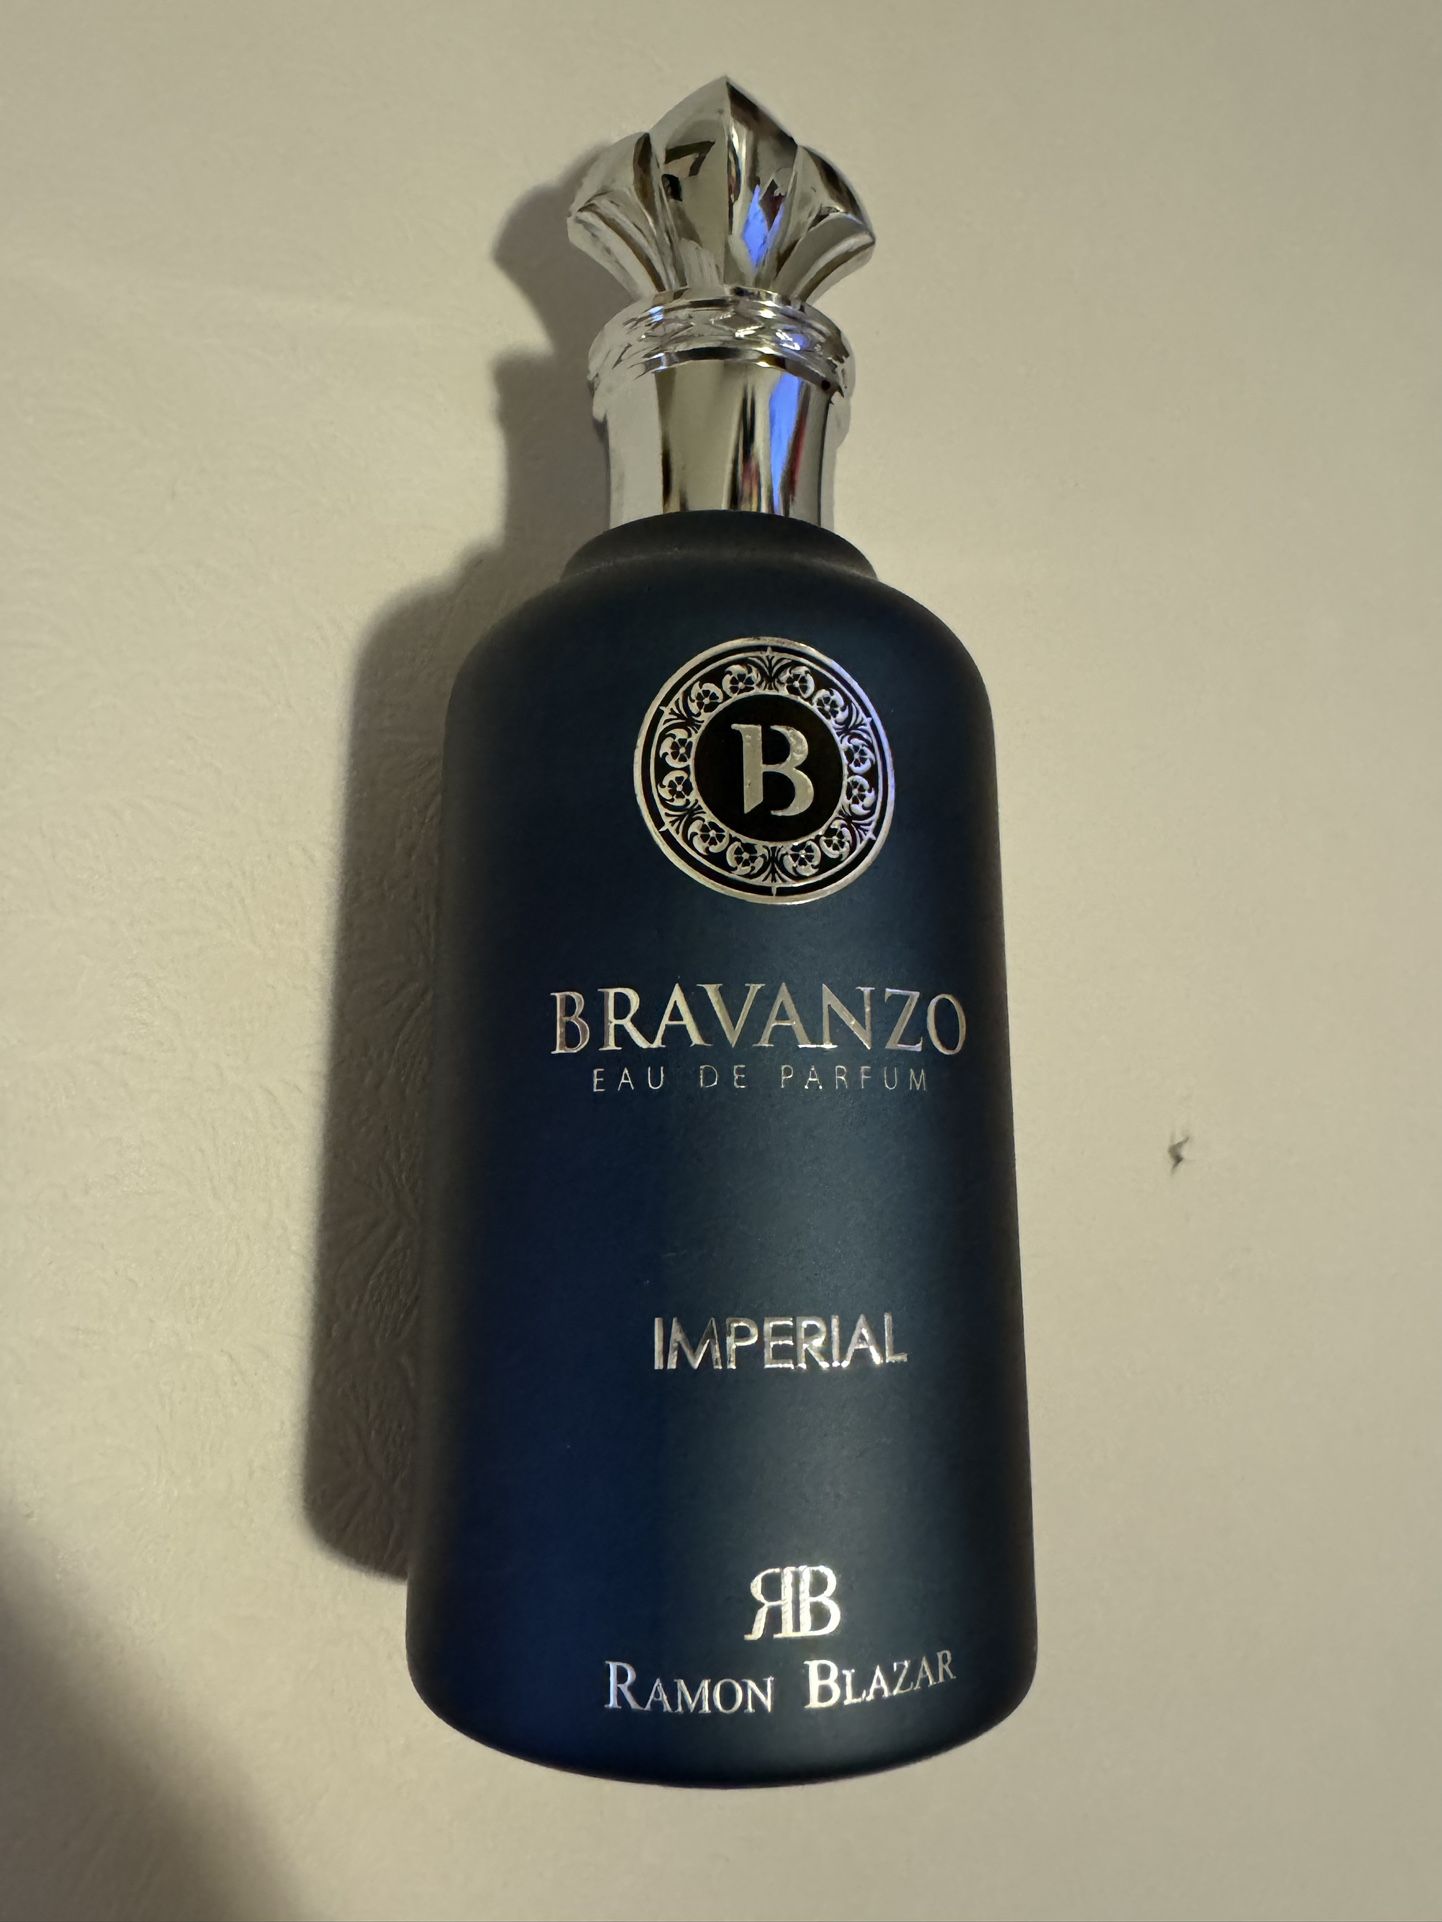 B
BRAVANZO
EAU DE PARFUM
IMPERIAL
RB
RAMON BLAZAR